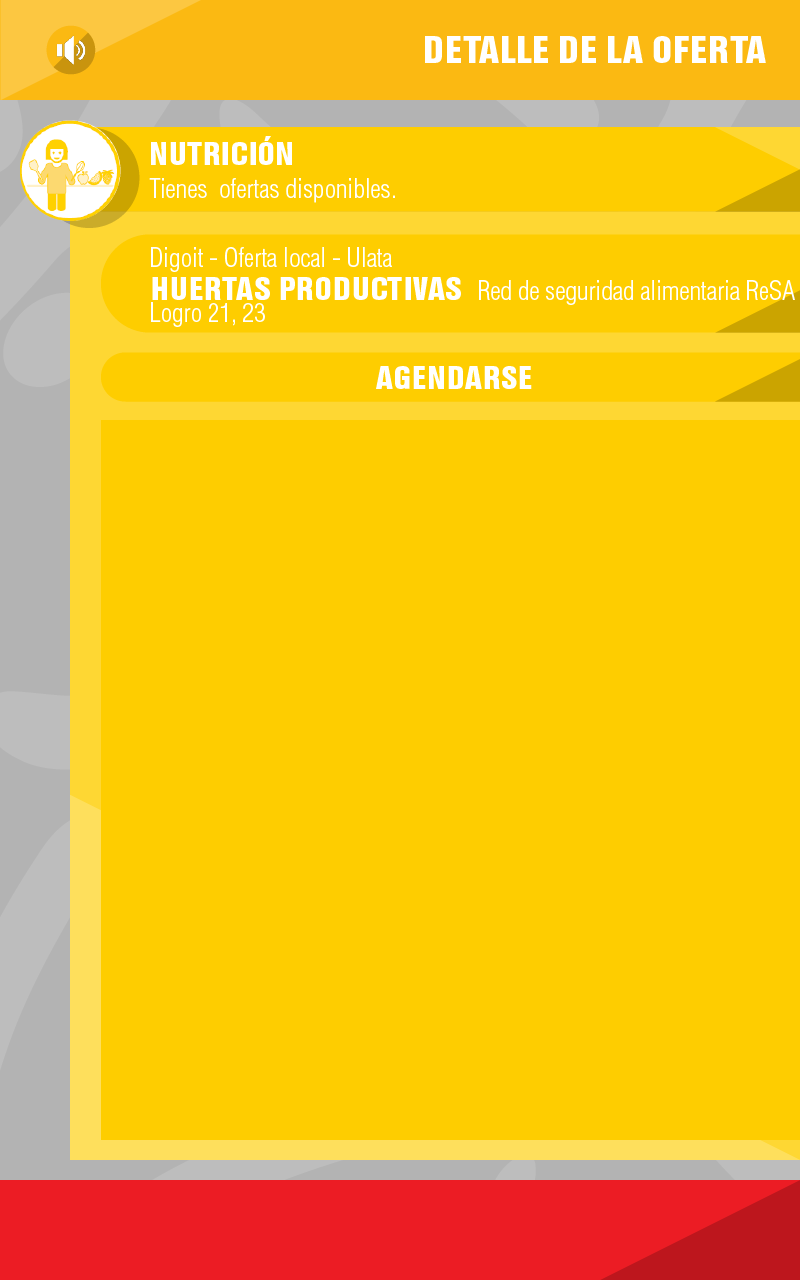 DETALLE DE LA OFERTA
NUTRICIÓN
Tienes ofertas disponibles.
Digoit - Oferta local - Ulata
HUERTAS PRODUCTIVAS Red de seguridad alimentaria ReSA
Logro 21, 23
AGENDARSE